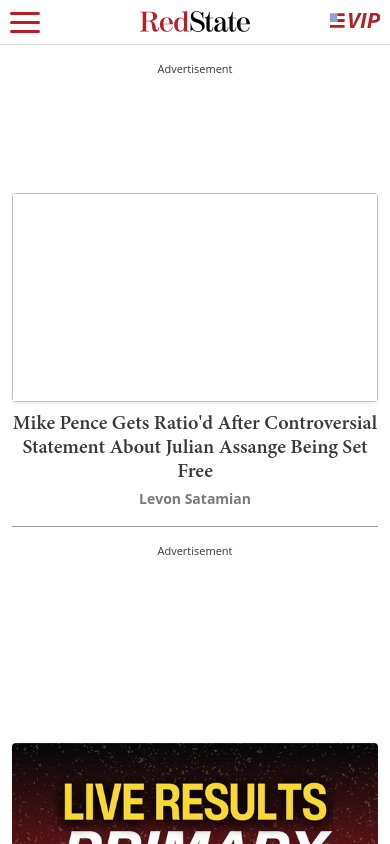 RedState
VIP
Advertisement
Mike Pence Gets Ratio'd After Controversial
Statement About Julian Assange Being Set
Free
Levon Satamian
Advertisement
LIVE RESULTS
PRIMARY